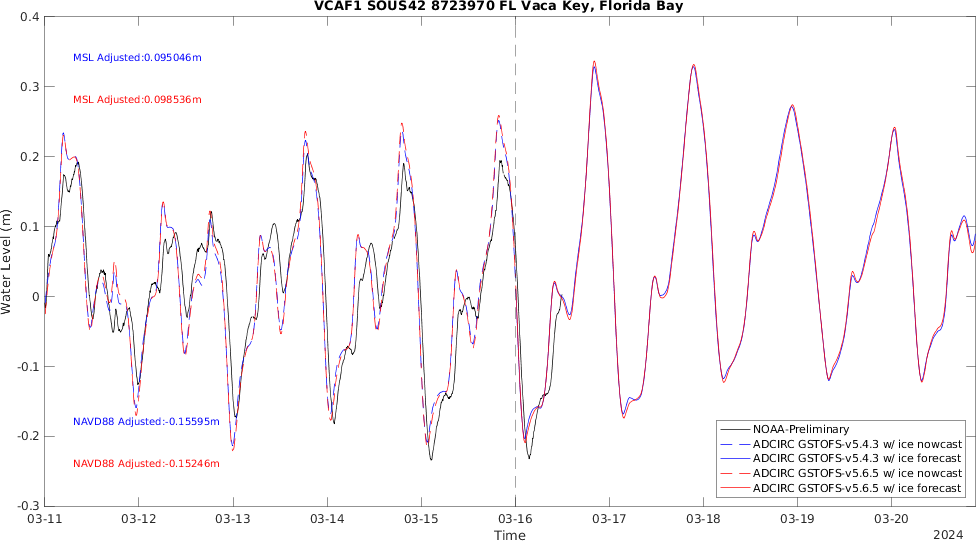 VCAF1 SOUS42 8723970 FL Vaca Key, Florida Bay
0.4
0.3
0.2
0.1
0
-0.1
-0.2
-0.3
Water Level (m)
MSL Adjusted:0.095046m
MSL Adjusted:0.098536m
NAVD88 Adjusted:-0.15595m
NAVD88 Adjusted:-0.15246m
NOAA-Preliminary
ADCIRC GSTOFS-v5.4.3 w/ ice nowcast
ADCIRC GSTOFS-v5.4.3 w/ ice forecast
ADCIRC GSTOFS-v5.6.5 w/ ice nowcast
ADCIRC GSTOFS-v5.6.5 w/ ice forecast
03-11 03-12 03-13 03-14 03-15 03-16 03-17 03-18 03-19 03-20
Time
2024